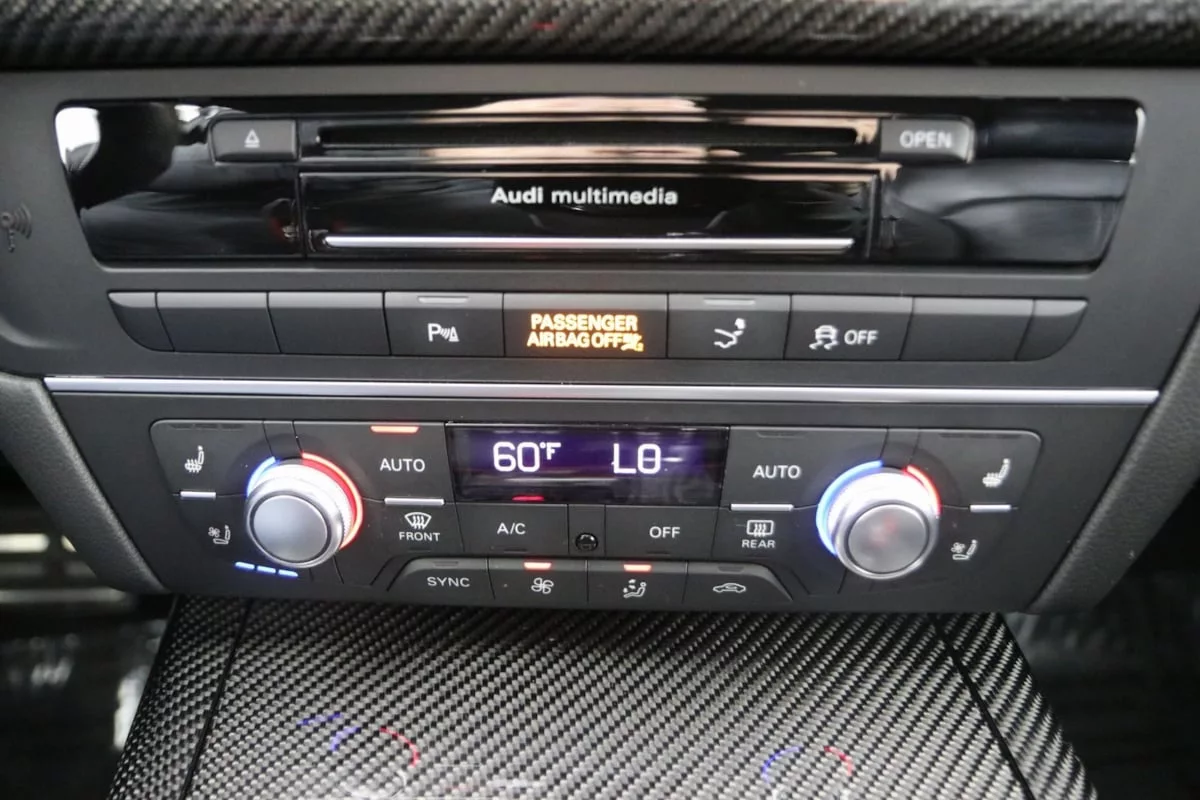 OPEN
Audi multimedia
P
PASSENGER
AIRBAG OFF
OFF
AUTO
60°F
LO
AUTO
FRONT
A/C
OFF
REAR
SYNC